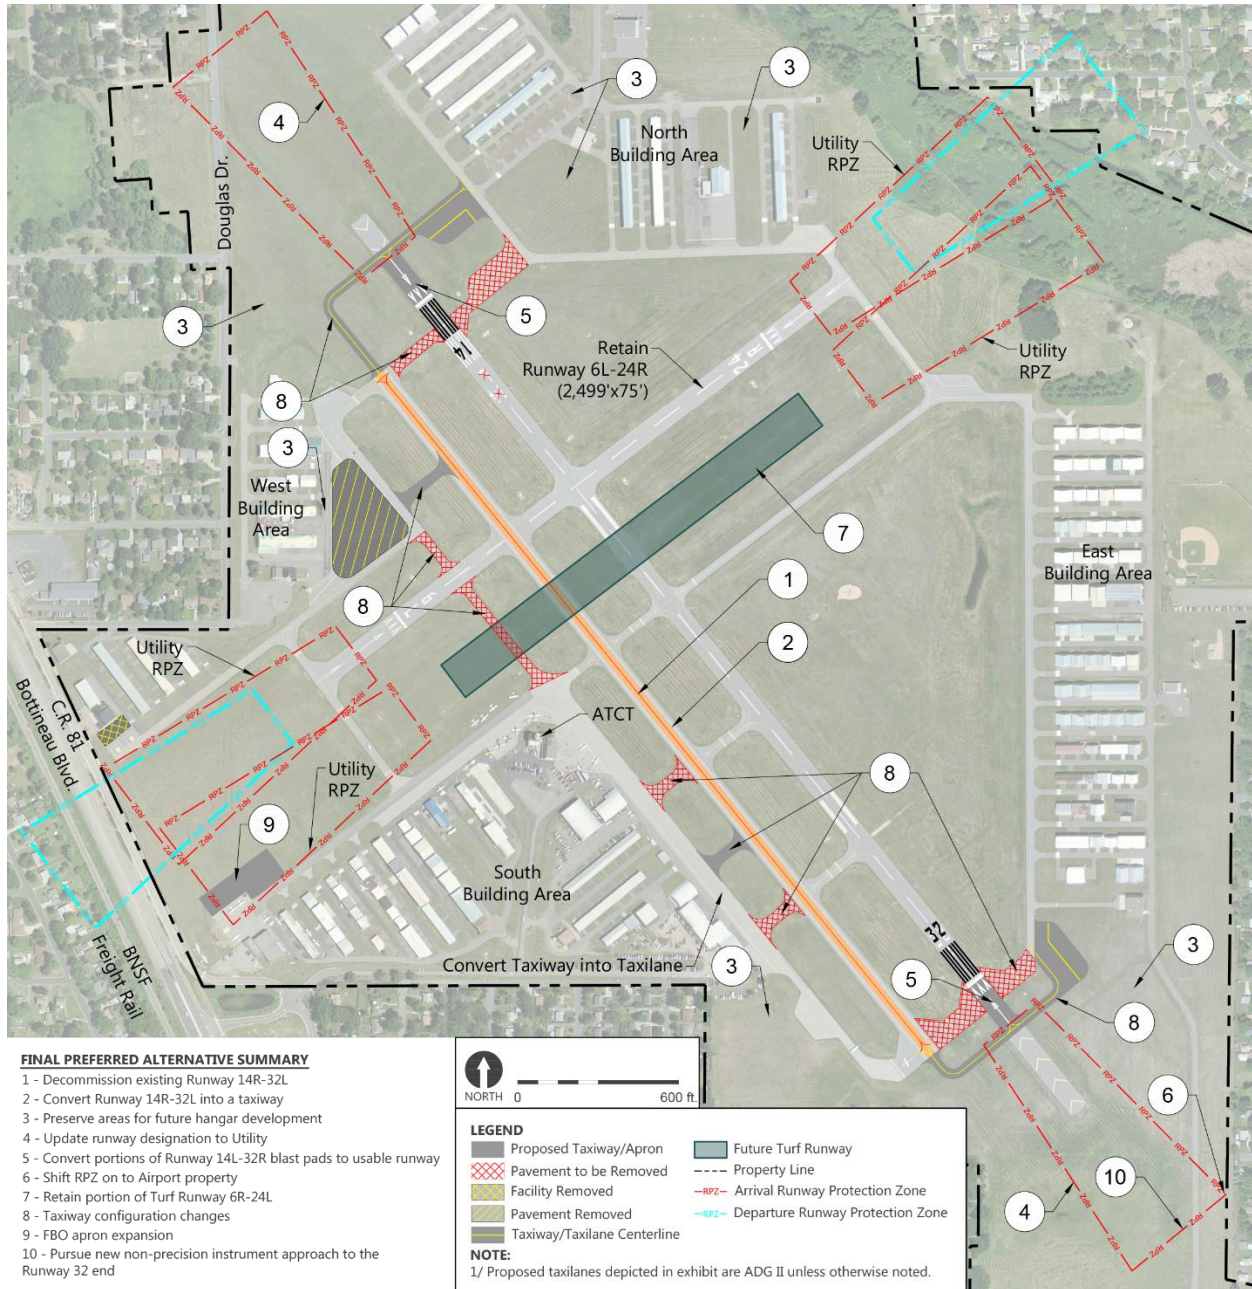 3
3
4
North
Building Area
Utility
RPZ
Douglas Dr.
3
5
Retain
Runway 6L-24R
(2,499'x75')
Utility
RPZ
14
24
8
3
West
Building
Area
7
East
Building Area
1
8
6
2
Utility
RPZ
C.R. 81
Bottineau Blvd.
ATCT
Utility
RPZ
8
9
South
Building Area
32
BNSF
Freight Rail
Convert Taxiway into Taxilane
3
5
3
8
6
10
4
RPZ
FINAL PREFERRED ALTERNATIVE SUMMARY
1 - Decommission existing Runway 14R-32L
2 - Convert Runway 14R-32L into a taxiway
3 - Preserve areas for future hangar development
4 - Update runway designation to Utility
5 - Convert portions of Runway 14L-32R blast pads to usable runway
6 - Shift RPZ on to Airport property
7 - Retain portion of Turf Runway 6R-24L
8 - Taxiway configuration changes
9 - FBO apron expansion
10 - Pursue new non-precision instrument approach to the
Runway 32 end
NORTH
0
600 ft.
LEGEND
Proposed Taxiway/Apron
Pavement to be Removed
Facility Removed
Pavement Removed
Taxiway/Taxilane Centerline
Future Turf Runway
Property Line
RPZ Arrival Runway Protection Zone
RPZ Departure Runway Protection Zone
NOTE:
1/ Proposed taxilanes depicted in exhibit are ADG II unless otherwise noted.